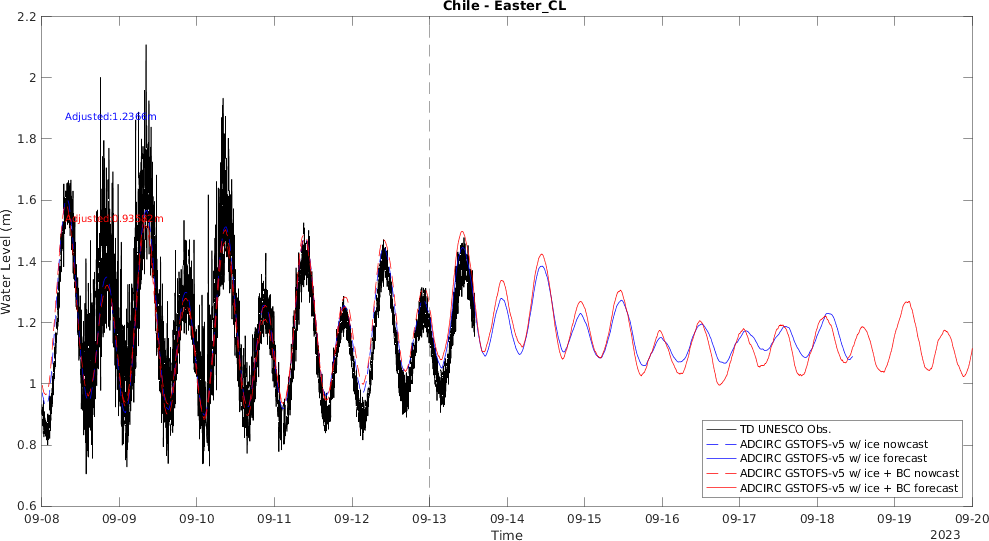 Chile - Easter_CL
2.2
2
1.8
1.6
1.4
1.2
1
0.8
0.6
Water Level (m)
Adjusted:1.2366m
09-08
09-09
09-10
09-11
09-12
09-13
09-14
09-15
09-16
09-17
09-18
09-19
09-20
Time
2023
TD UNESCO Obs.
ADCIRC GSTOFS-v5 w/ ice nowcast
ADCIRC GSTOFS-v5 w/ ice forecast
ADCIRC GSTOFS-v5 w/ ice + BC nowcast
ADCIRC GSTOFS-v5 w/ ice + BC forecast